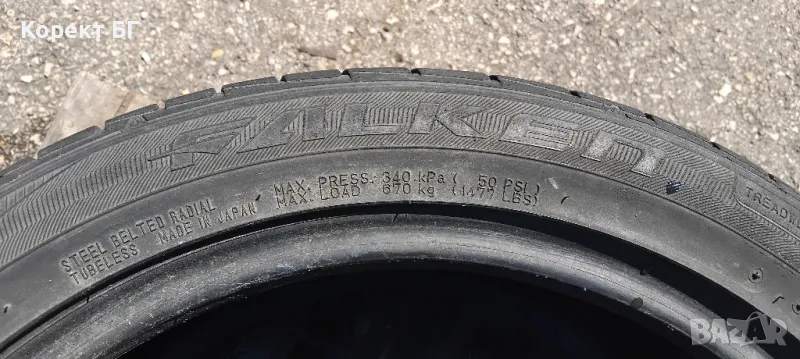 Корект БГ
FALKEN
TREADW
MAX. PRESS. 340 kPa ( 50 PSI )
MAX. LOAD 670 kg (1477 LBS)
STEEL BELTED RADIAL
TUBELESS MADE IN JAPAN
BAZAR